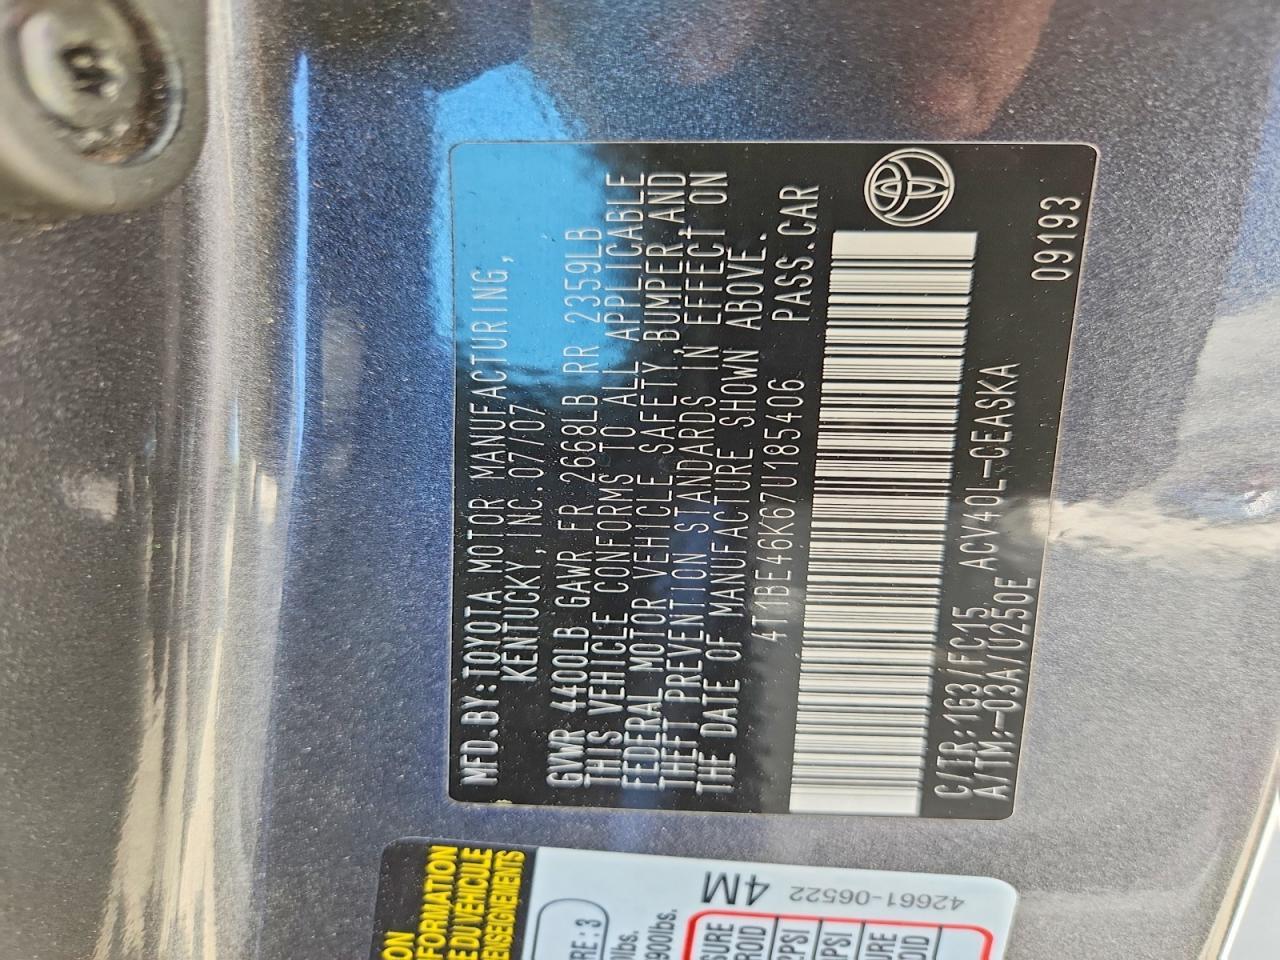 MFD.BY:TOYOTA MOTOR MANUFACTURING,
KENTUCKY,INC.07/07
GVWR 4400LB GAWR FR 2668LB RR 2359LB
THIS VEHICLE CONFORMS TO ALL APPLICABLE
FEDERAL MOTOR VEHICLE SAFETY,BUMPER,AND
THEFT PREVENTION STANDARDS IN EFFECT ON
THE DATE OF MANUFACTURE SHOWN ABOVE.
4T1BE46K67U185406 PASS.CAR
C/TR:1G3/FC15 ACV40L-CEASKA
A/TM:-03A/U250E
09193
4M
42661-06522